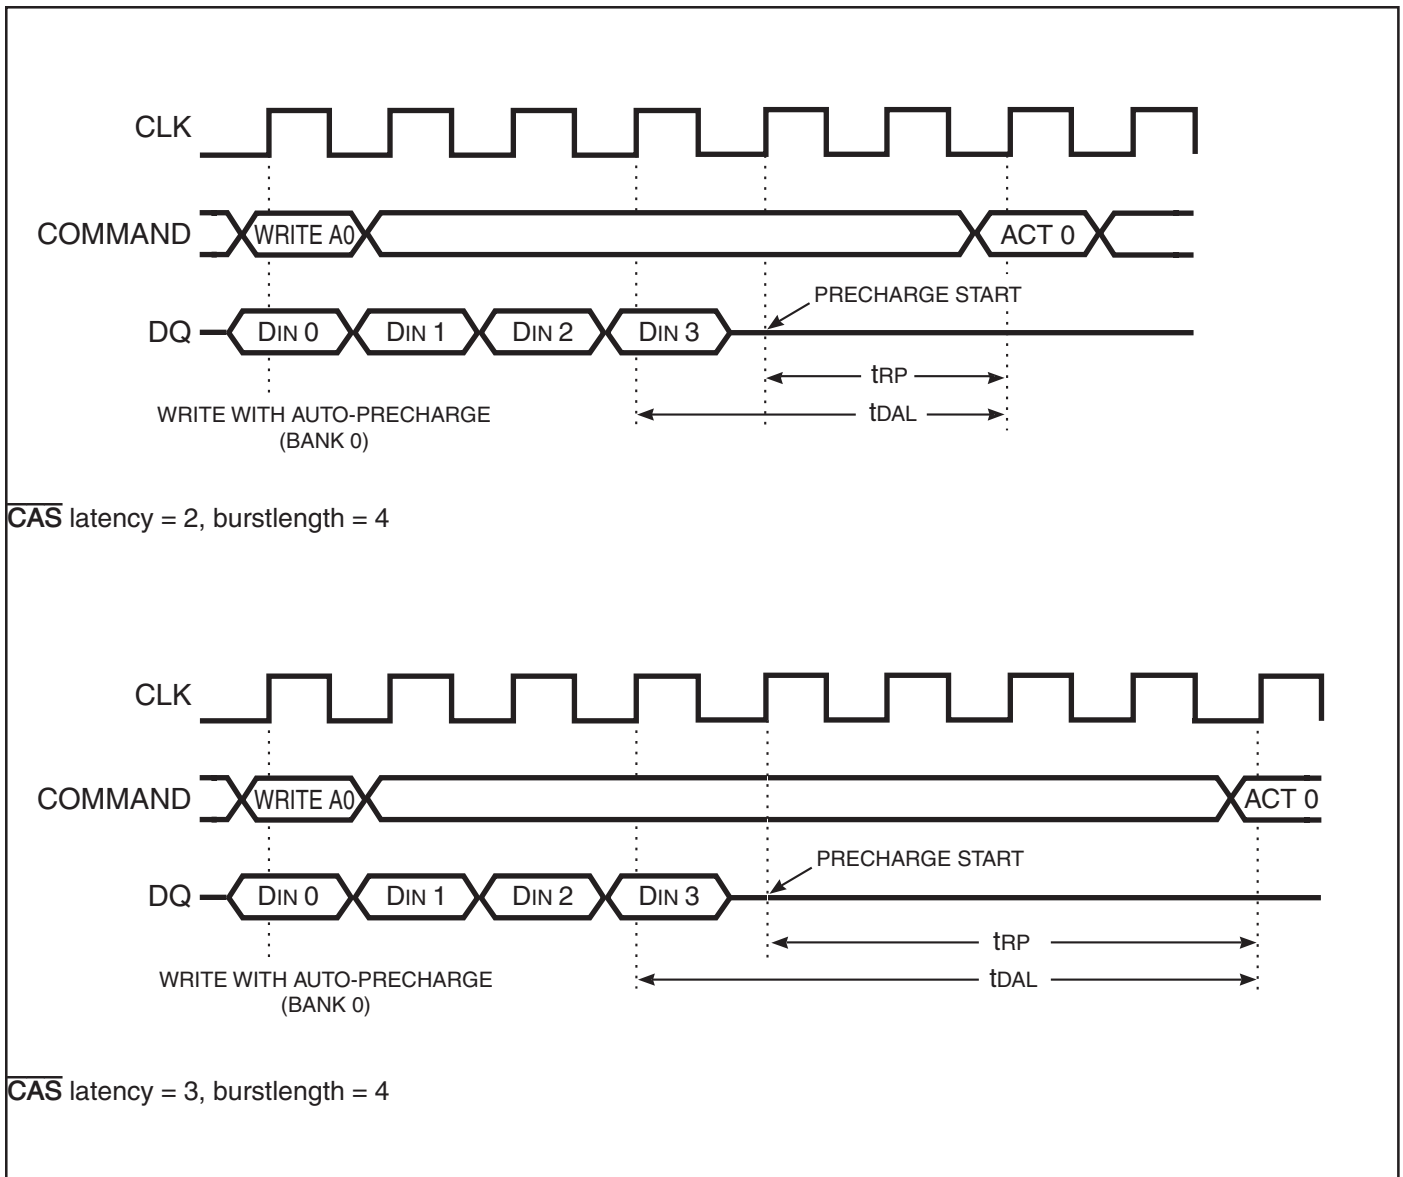 CLK
COMMAND
WRITE A0
ACT 0
PRECHARGE START
DQ
DIN 0
DIN 1
DIN 2
DIN 3
tRP
tDAL
WRITE WITH AUTO-PRECHARGE
(BANK 0)
CAS latency = 2, burstlength = 4
CLK
COMMAND
WRITE A0
ACT 0
PRECHARGE START
DQ
DIN 0
DIN 1
DIN 2
DIN 3
tRP
tDAL
WRITE WITH AUTO-PRECHARGE
(BANK 0)
CAS latency = 3, burstlength = 4